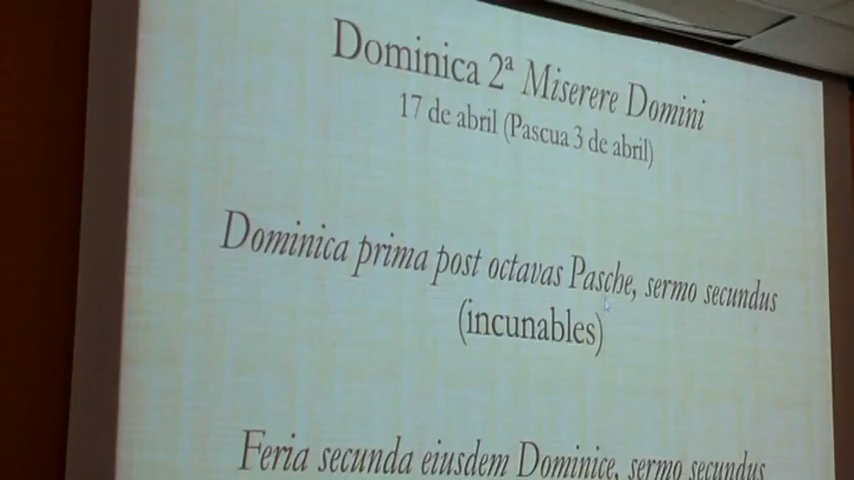 Dominica 2ª Miserere Domini
17 de abril (Pascua 3 de abril)
Dominica prima post octavas Pasche, sermo secundus
(incunables)
Feria secunda eiusdem Dominice, sermo secundus